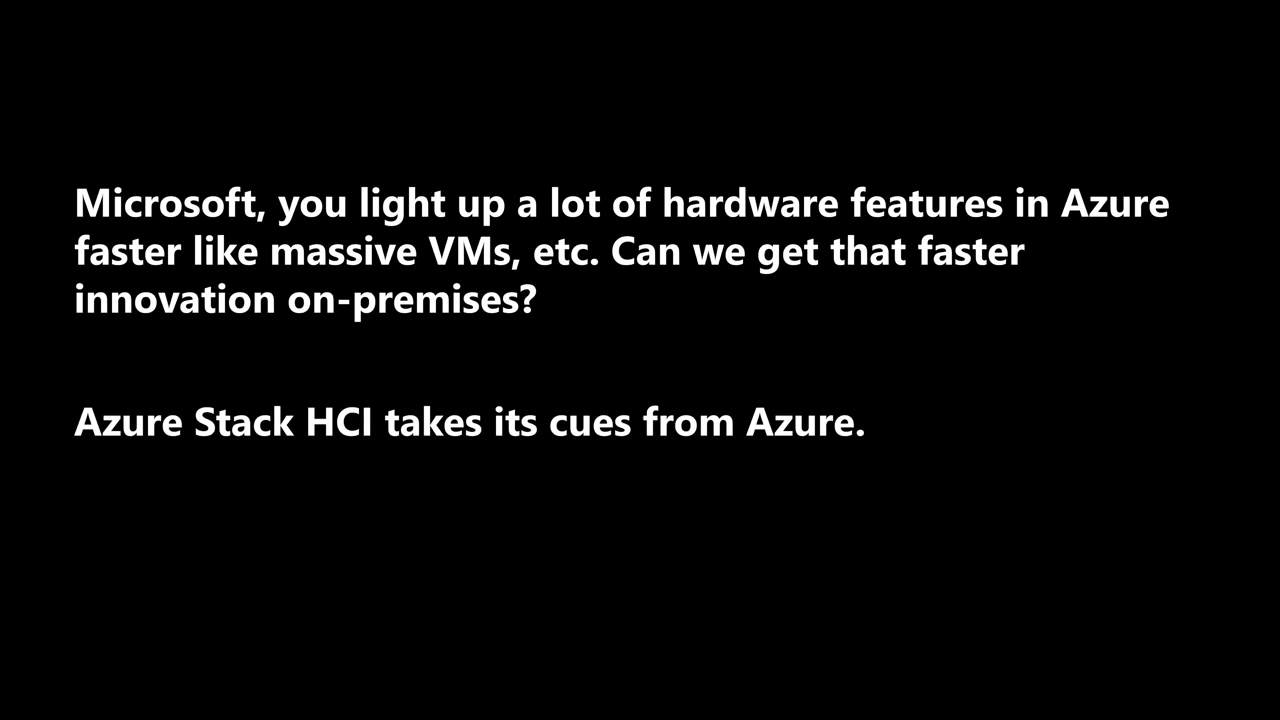 Microsoft, you light up a lot of hardware features in Azure
faster like massive VMs, etc. Can we get that faster
innovation on-premises?
Azure Stack HCI takes its cues from Azure.